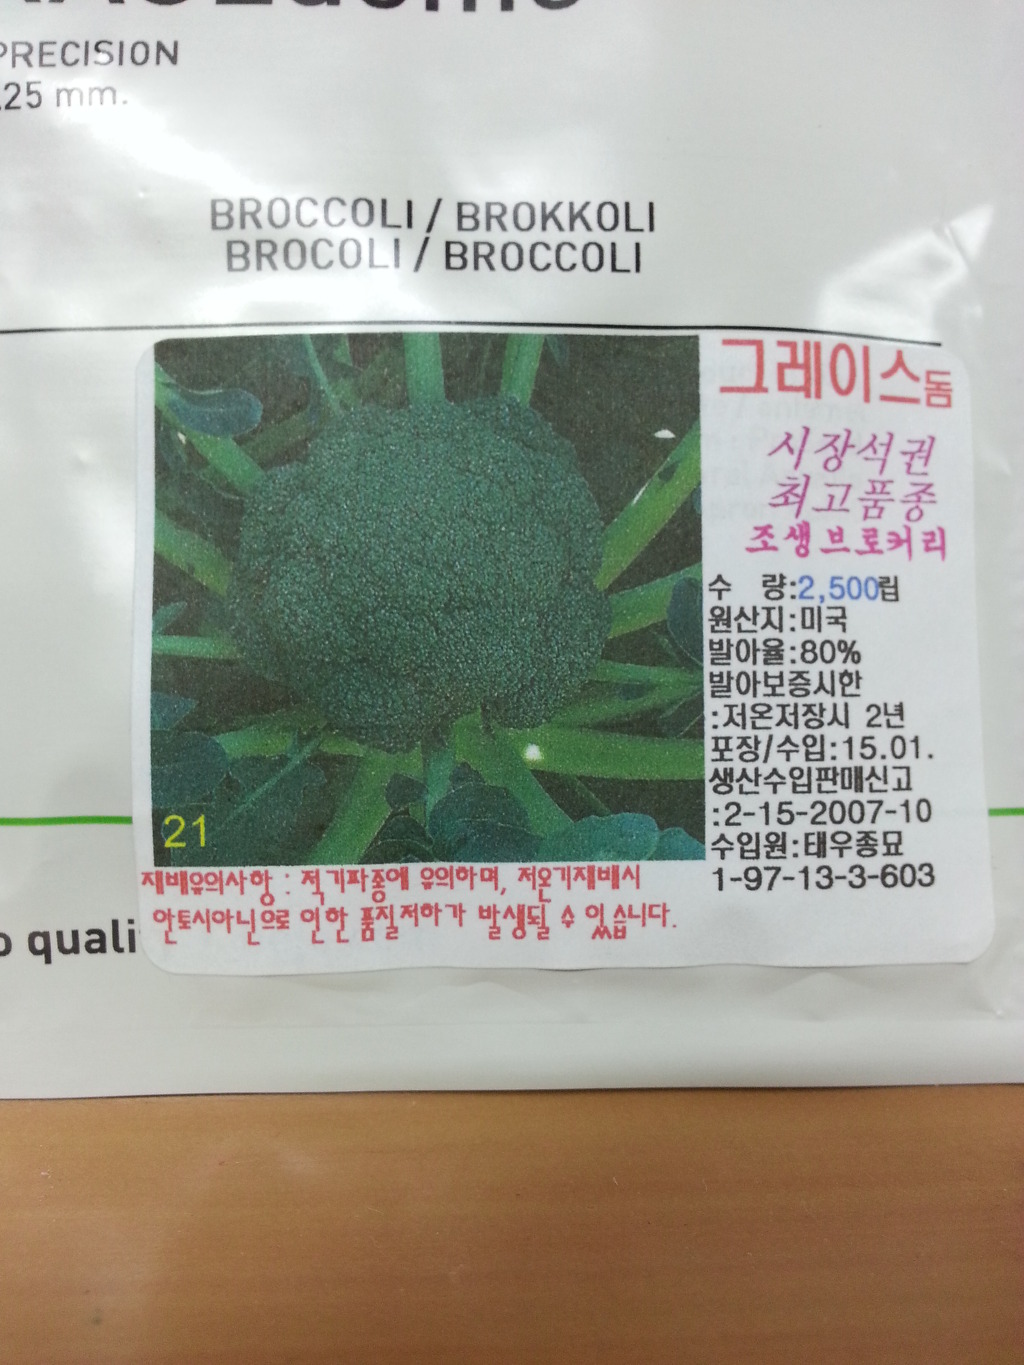 PRECISION
25 mm.
BROCCOLI / BROKKOLI
BROCOLI / BROCCOLI
그레이스돔
시장석권
최고품종
조생브로커리
수 량:2,500립
원산지:미국
발아율:80%
발아보증시한
:저온저장시 2년
포장/수입:15.01.
생산수입판매신고
:2-15-2007-10
수입원:태우종묘
1-97-13-3-603
21
재배유의사항 : 적기파종에 유의하며, 저온기재배시
안토시아닌으로 인한 품질저하가 발생될 수 있습니다.
quali